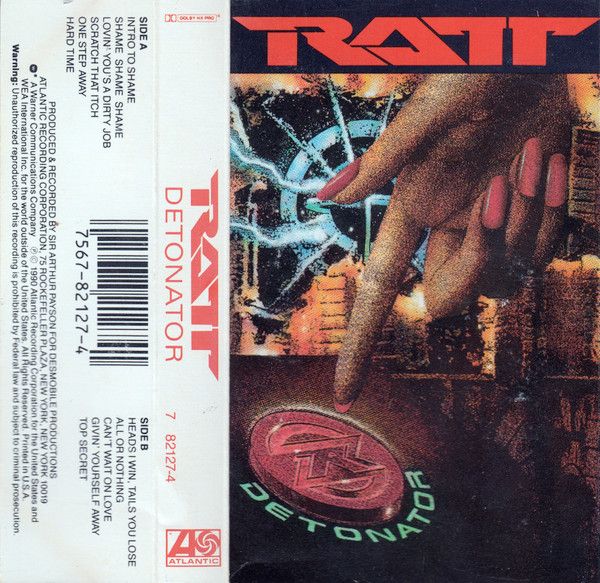 DOLBY HX PRO
SIDE A
INTRO TO SHAME
SHAME SHAME SHAME
LOVIN' YOU'S A DIRTY JOB
SCRATCH THAT ITCH
ONE STEP AWAY
HARD TIME
7567-82127-4
SIDE B
HEADS I WIN, TAILS YOU LOSE
ALL OR NOTHING
CAN'T WAIT ON LOVE
GIVIN' YOURSELF AWAY
TOP SECRET
PRODUCED & RECORDED BY SIR ARTHUR PAYSON FOR DESMOBILE PRODUCTIONS
ATLANTIC RECORDING CORPORATION, 75 ROCKEFELLER PLAZA, NEW YORK, NEW YORK 10019
A Warner Communications Company ℗ © 1990 Atlantic Recording Corporation for the United States and
WEA International Inc. for the world outside of the United States. All Rights Reserved. Printed in U.S.A.
Warning: Unauthorized reproduction of this recording is prohibited by Federal law and subject to criminal prosecution.
RATT
DETONATOR
7 82127-4
ATLANTIC
RATT
DETONATOR